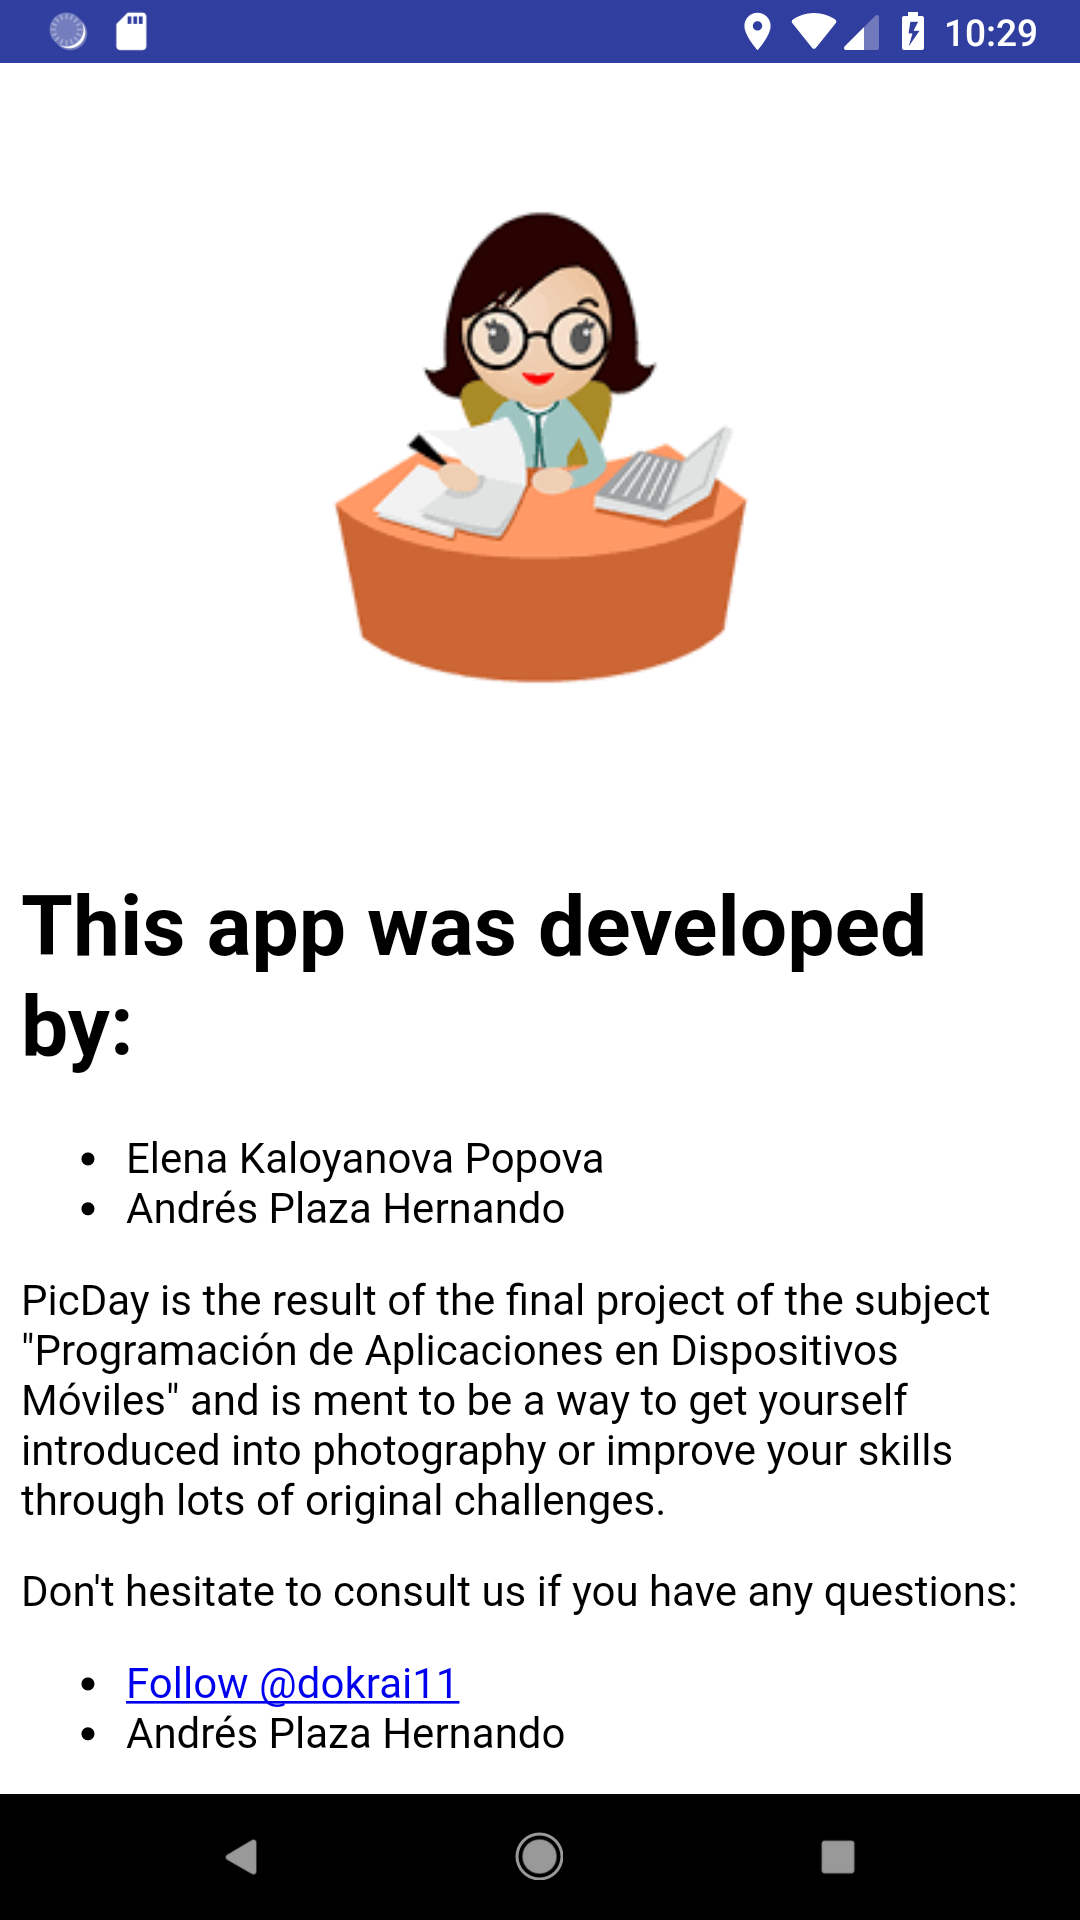 10:29
This app was developed
by:
• Elena Kaloyanova Popova
• Andrés Plaza Hernando
PicDay is the result of the final project of the subject
"Programación de Aplicaciones en Dispositivos
Móviles" and is ment to be a way to get yourself
introduced into photography or improve your skills
through lots of original challenges.
Don't hesitate to consult us if you have any questions:
• Follow @dokrai11
• Andrés Plaza Hernando